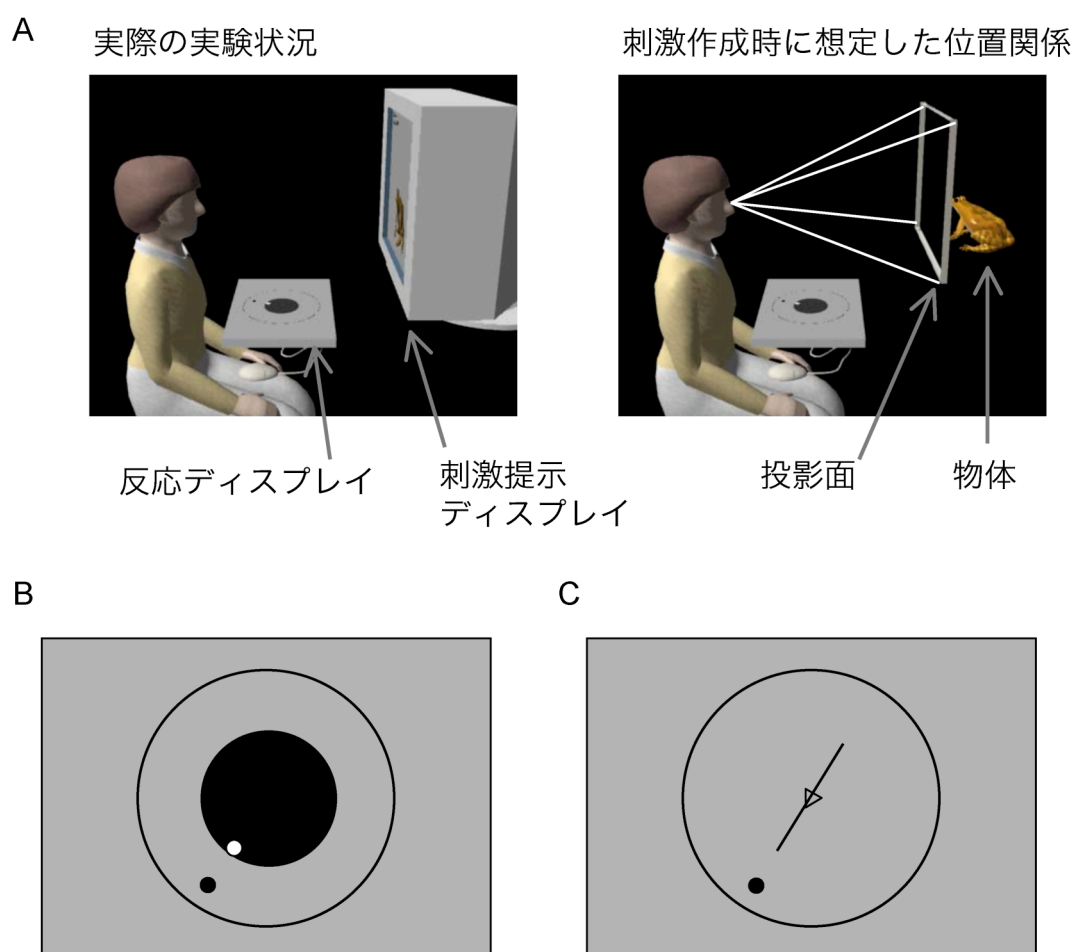 A
実際の実験状況
刺激作成時に想定した位置関係
反応ディスプレイ
刺激提示
ディスプレイ
投影面
物体
B
C